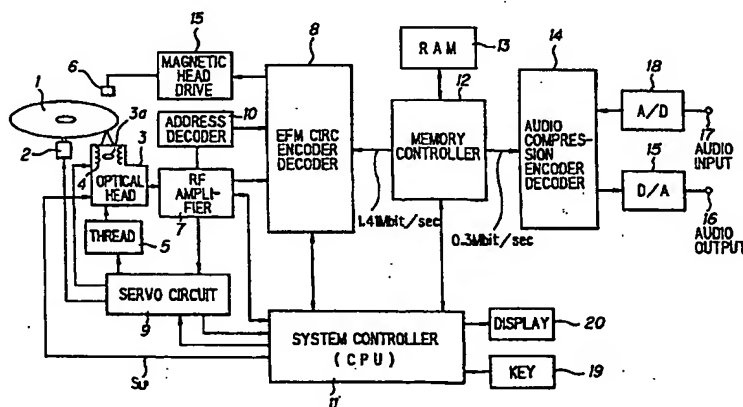 15
MAGNETIC
HEAD
DRIVE
6
1
3a
2
4
3
OPTICAL
HEAD
THREAD
5
10
ADDRESS
DECODER
RF AMPLI-
FIER
7
SERVO CIRCUIT
9
8
EFM CIRC
ENCODER
DECODER
1.41Mbit/sec
RAM
13
12
MEMORY
CONTROLLER
0.3Mbit/sec
14
AUDIO
COMPRES-
SION
ENCODER
DECODER
18
A/D
17
AUDIO
INPUT
15
D/A
16
AUDIO
OUTPUT
SYSTEM CONTROLLER
(CPU)
11
DISPLAY
20
KEY
19